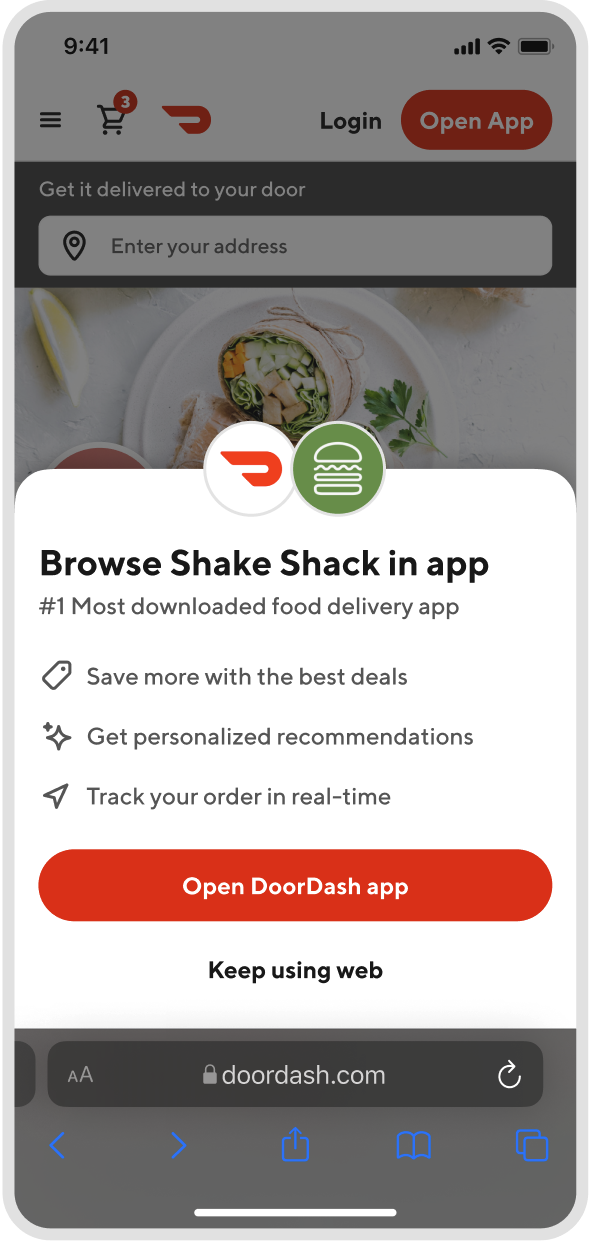 9:41
3
Login
Open App
Get it delivered to your door
Enter your address
Browse Shake Shack in app
#1 Most downloaded food delivery app
Save more with the best deals
Get personalized recommendations
Track your order in real-time
Open DoorDash app
Keep using web
AA
doordash.com